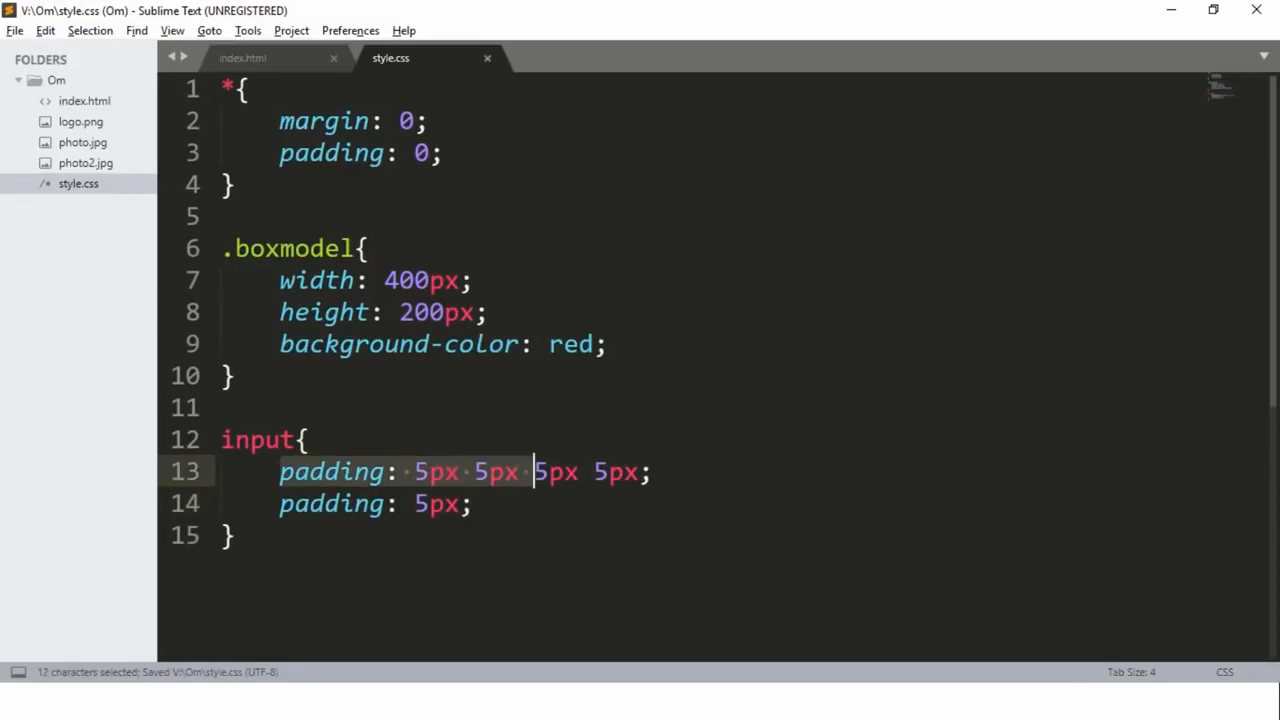 V:\Om\style.css (Om) - Sublime Text (UNREGISTERED)
File Edit Selection Find View Goto Tools Project Preferences Help
FOLDERS
Om
index.html
logo.png
photo.jpg
photo2.jpg
/* style.css
index.html × style.css ×
1 *{
2 margin: 0;
3 padding: 0;
4 }
5
6 .boxmodel{
7 width: 400px;
8 height: 200px;
9 background-color: red;
10 }
11
12 input{
13 padding: 5px 5px 5px 5px;
14 padding: 5px;
15 }
12 characters selected; Saved V:\Om\style.css (UTF-8) Tab Size: 4 CSS